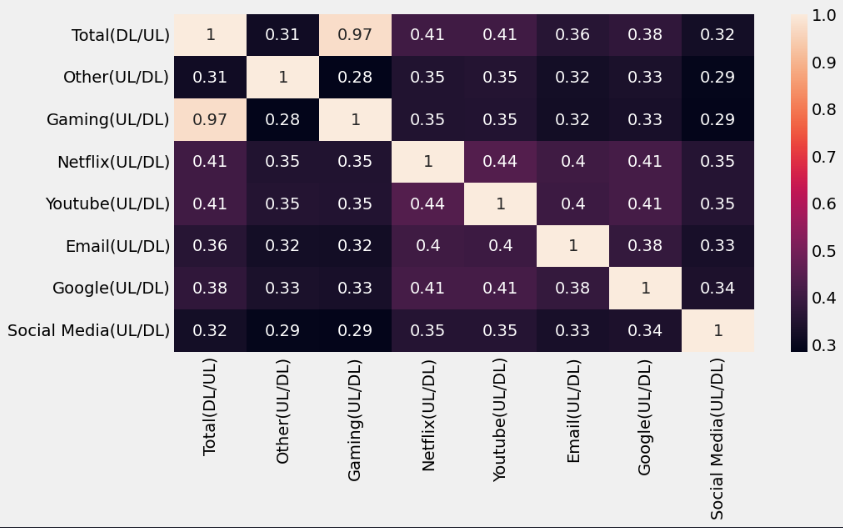 Total(DL/UL) 1 0.31 0.97 0.41 0.41 0.36 0.38 0.32
Other(UL/DL) 0.31 1 0.28 0.35 0.35 0.32 0.33 0.29
Gaming(UL/DL) 0.97 0.28 1 0.35 0.35 0.32 0.33 0.29
Netflix(UL/DL) 0.41 0.35 0.35 1 0.44 0.4 0.41 0.35
Youtube(UL/DL) 0.41 0.35 0.35 0.44 1 0.4 0.41 0.35
Email(UL/DL) 0.36 0.32 0.32 0.4 0.4 1 0.38 0.33
Google(UL/DL) 0.38 0.33 0.33 0.41 0.41 0.38 1 0.34
Social Media(UL/DL) 0.32 0.29 0.29 0.35 0.35 0.33 0.34 1
Total(DL/UL)
Other(UL/DL)
Gaming(UL/DL)
Netflix(UL/DL)
Youtube(UL/DL)
Email(UL/DL)
Google(UL/DL)
Social Media(UL/DL)
1.0
0.9
0.8
0.7
0.6
0.5
0.4
0.3